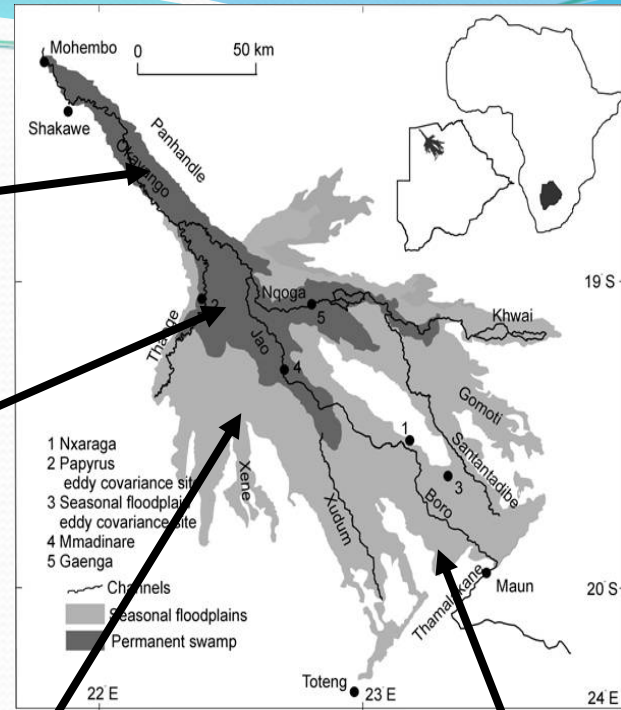 Mohembo
0 50 km
Shakawe
Panhandle
Okavango
19° S
Nqoga
2
5
Khwai
Thaoge
Jao
4
Gomoti
1
1 Nxaraga
2 Papyrus
eddy covariance site
3 Seasonal floodplain
eddy covariance site
4 Mmadinare
5 Gaenga
Santantadibe
3
Xene
Boro
Xudum
Channels
Seasonal floodplains
Permanent swamp
Thamalakane
Maun
20° S
Toteng
22° E
23° E
24° E